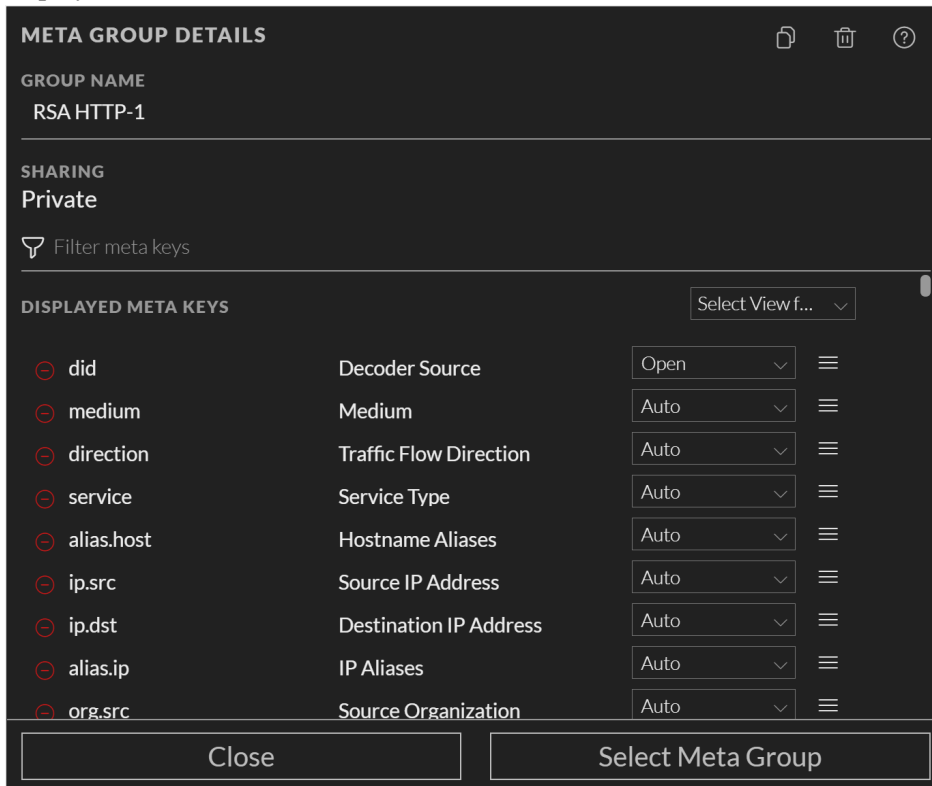 META GROUP DETAILS
GROUP NAME
RSA HTTP-1
SHARING
Private
Filter meta keys
DISPLAYED META KEYS Select View f...
did Decoder Source Open
medium Medium Auto
direction Traffic Flow Direction Auto
service Service Type Auto
alias.host Hostname Aliases Auto
ip.src Source IP Address Auto
ip.dst Destination IP Address Auto
alias.ip IP Aliases Auto
org.src Source Organization Auto
Close Select Meta Group